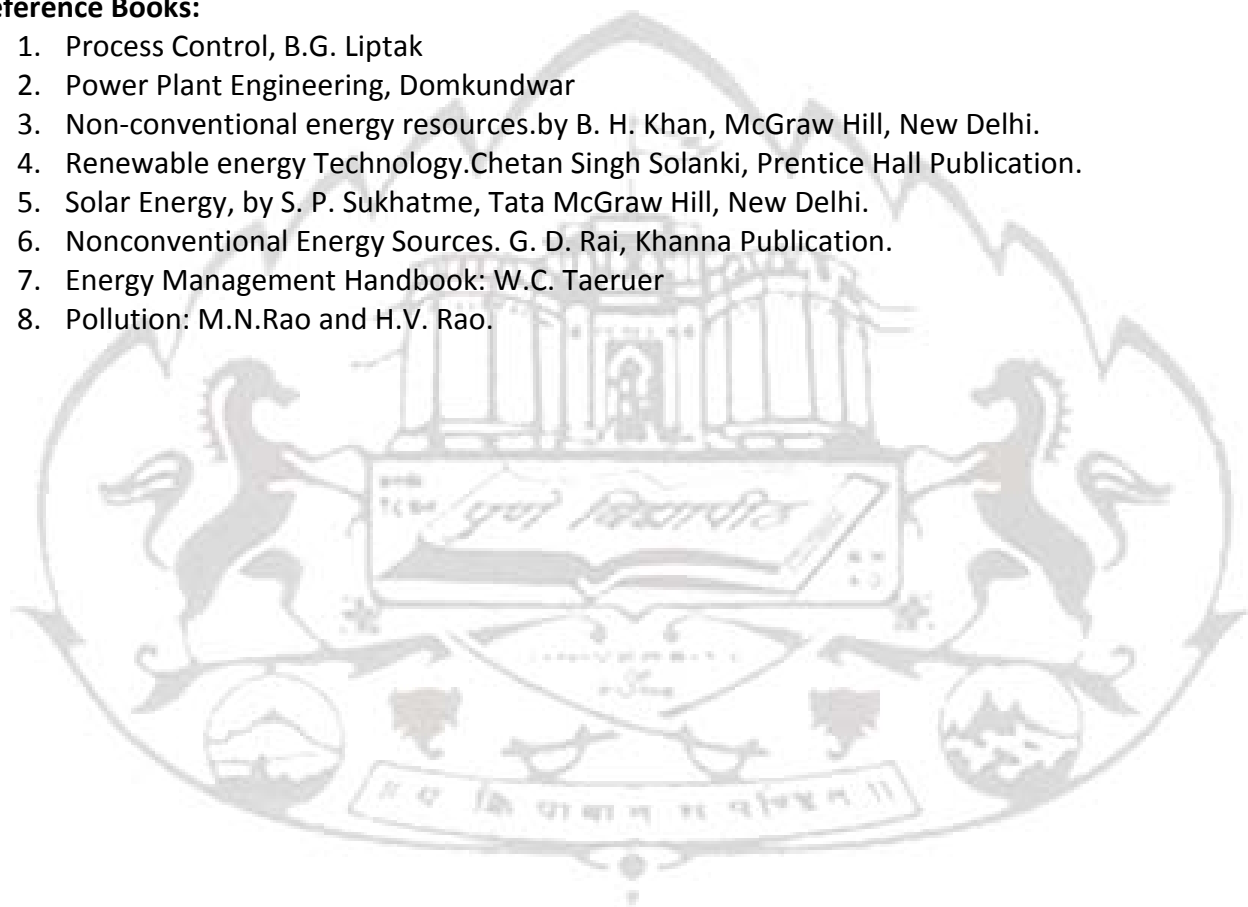 eference Books:
1. Process Control, B.G. Liptak
2. Power Plant Engineering, Domkundwar
3. Non-conventional energy resources.by B. H. Khan, McGraw Hill, New Delhi.
4. Renewable energy Technology.Chetan Singh Solanki, Prentice Hall Publication.
5. Solar Energy, by S. P. Sukhatme, Tata McGraw Hill, New Delhi.
6. Nonconventional Energy Sources. G. D. Rai, Khanna Publication.
7. Energy Management Handbook: W.C. Taeruer
8. Pollution: M.N.Rao and H.V. Rao.
पुणे विद्यापीठ